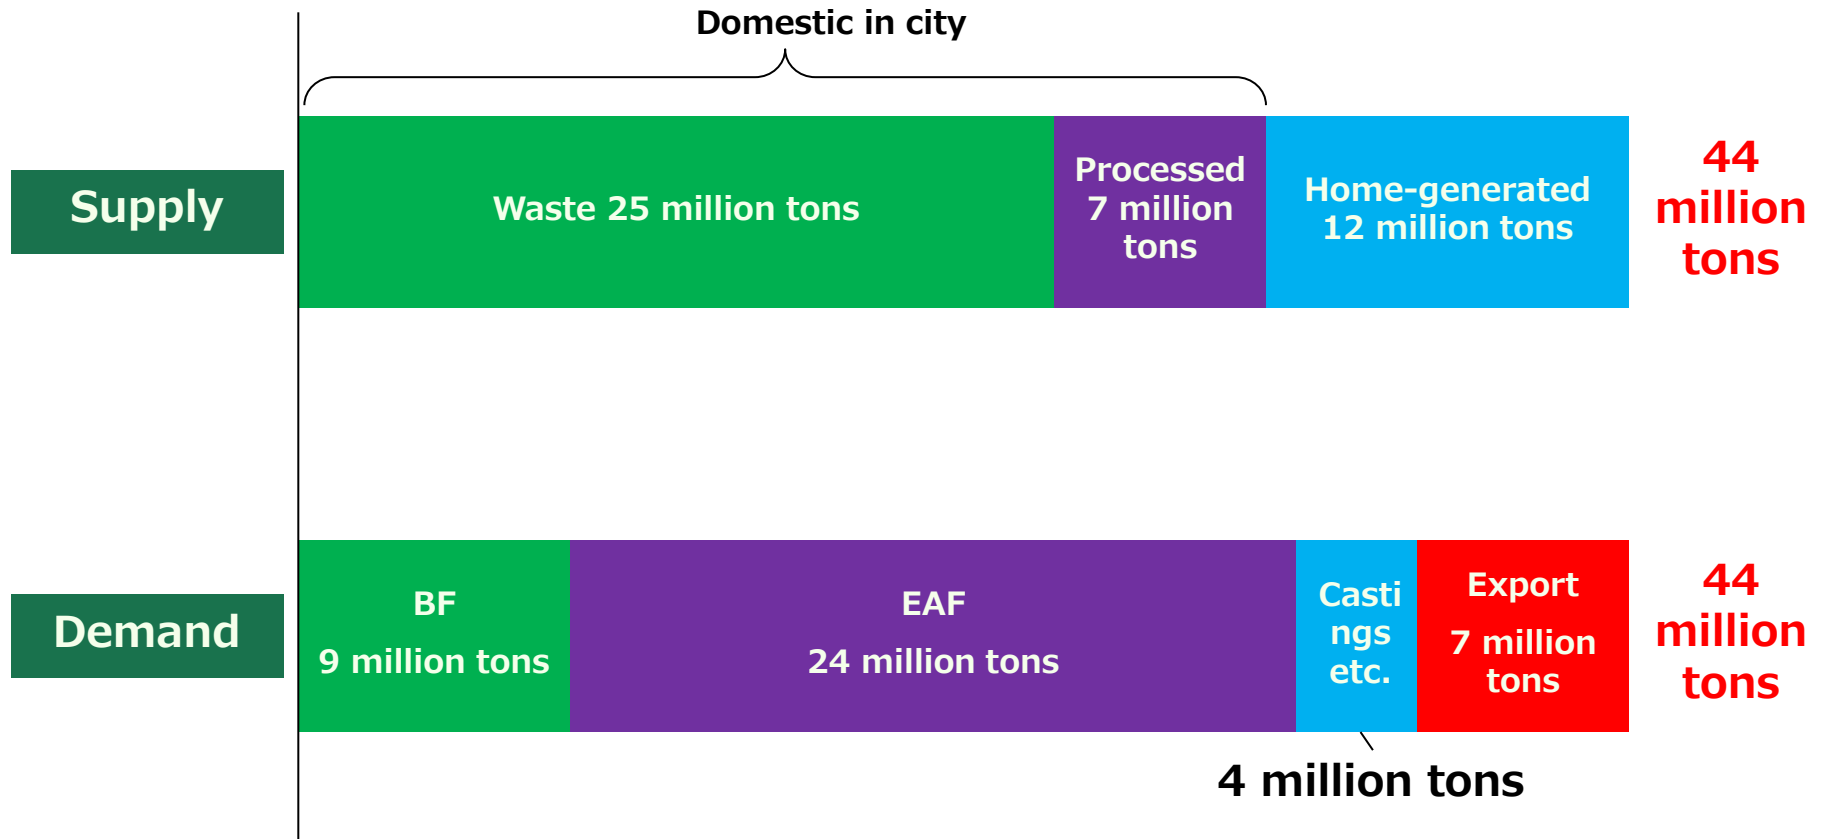 Domestic in city
Supply
Waste 25 million tons
Processed
7 million
tons
Home-generated
12 million tons
44
million
tons
Demand
BF
9 million tons
EAF
24 million tons
Casti
ngs
etc.
Export
7 million
tons
44
million
tons
4 million tons